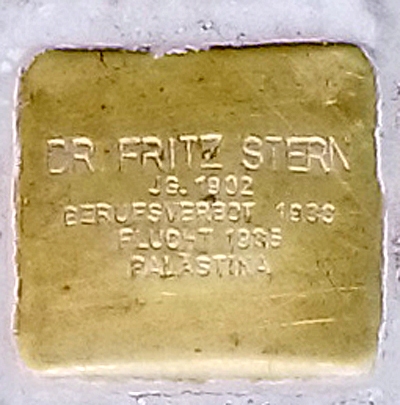 DR. FRITZ STERN
JG. 1902
BERUFSVERBOT 1933
FLUCHT 1935
PALÄSTINA